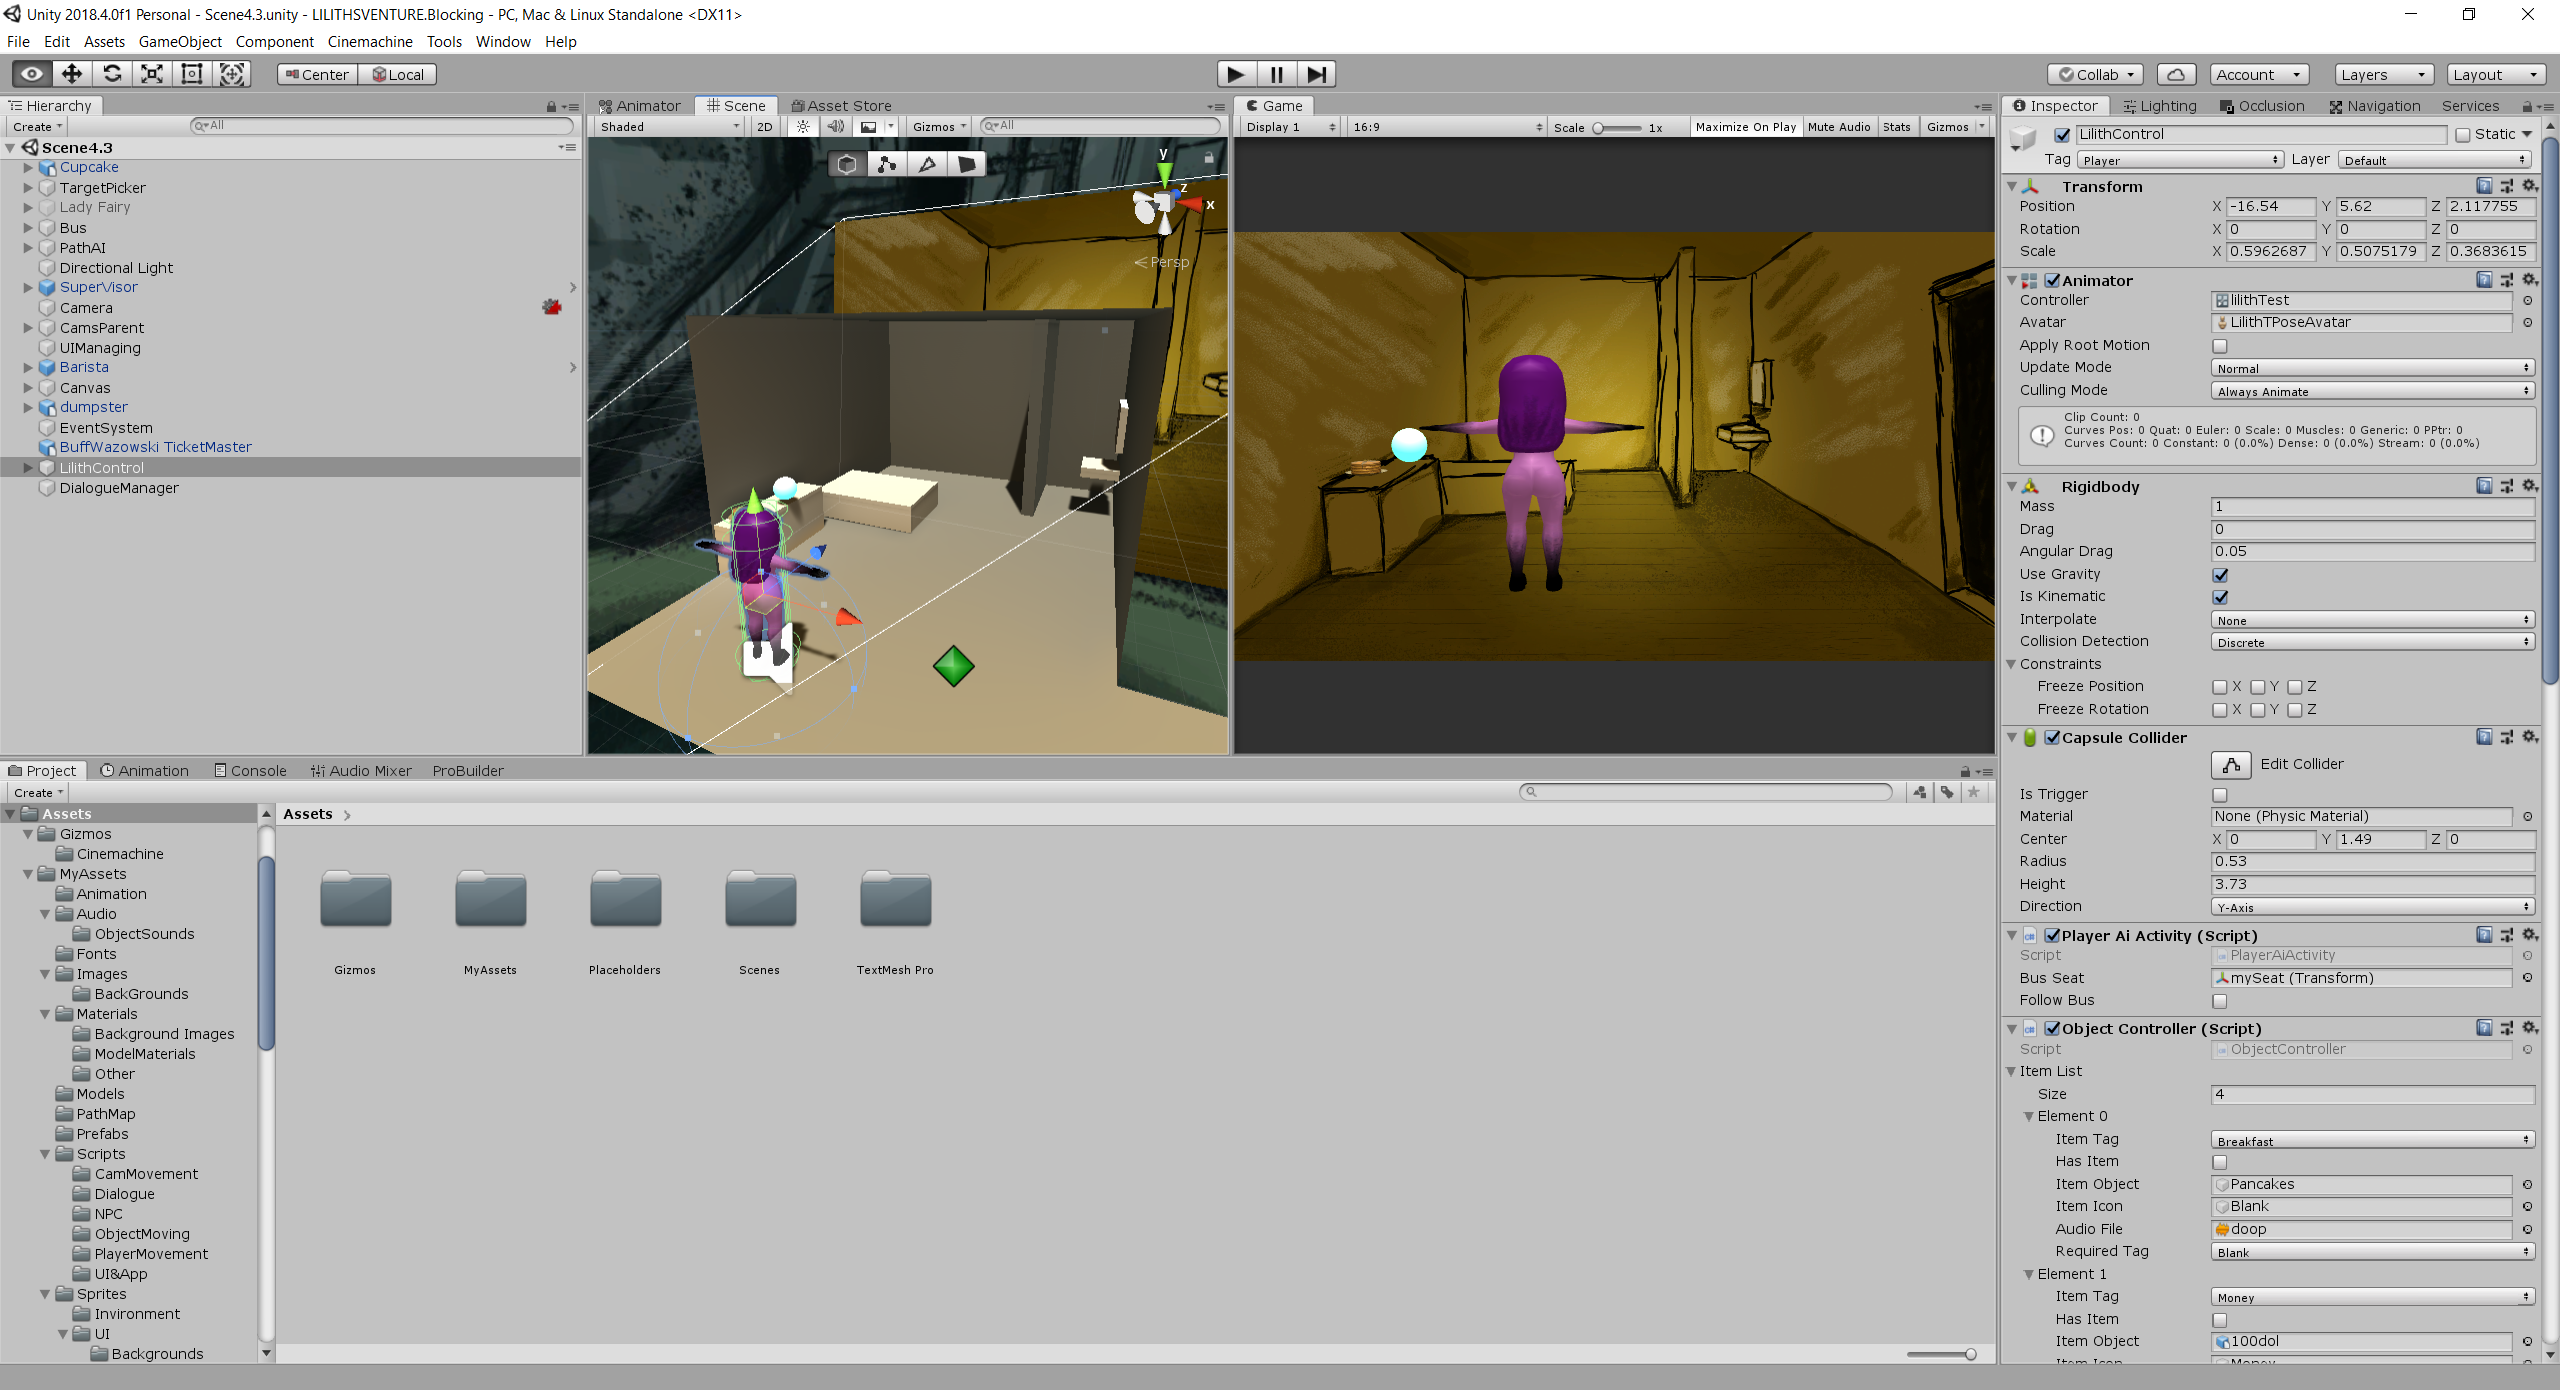 Unity 2018.4.0f1 Personal - Scene4.3.unity - LILITHSVENTURE.Blocking - PC, Mac & Linux Standalone <DX11>
File Edit Assets GameObject Component Cinemachine Tools Window Help
Center Local
Collab Account Layers Layout
Hierarchy
Create All
Scene4.3
Cupcake
TargetPicker
Lady Fairy
Bus
PathAI
Directional Light
SuperVisor
Camera
CamsParent
UIManaging
Barista
Canvas
dumpster
EventSystem
BuffWazowski TicketMaster
LilithControl
DialogueManager
Animator Scene Asset Store
Shaded 2D Gizmos All
y
z
x
Persp
Game
Display 1 16:9 Scale 1x Maximize On Play Mute Audio Stats Gizmos
Inspector Lighting Occlusion Navigation Services
LilithControl Static
Tag Player Layer Default
Transform
Position X -16.54 Y 5.62 Z 2.117755
Rotation X 0 Y 0 Z 0
Scale X 0.5962687 Y 0.5075179 Z 0.3683615
Animator
Controller lilithTest
Avatar LilithTPoseAvatar
Apply Root Motion
Update Mode Normal
Culling Mode Always Animate
Clip Count: 0
Curves Pos: 0 Quat: 0 Euler: 0 Scale: 0 Muscles: 0 Generic: 0 PPtr: 0
Curves Count: 0 Constant: 0 (0.0%) Dense: 0 (0.0%) Stream: 0 (0.0%)
Rigidbody
Mass 1
Drag 0
Angular Drag 0.05
Use Gravity
Is Kinematic
Interpolate None
Collision Detection Discrete
Constraints
Freeze Position X Y Z
Freeze Rotation X Y Z
Capsule Collider
Edit Collider
Is Trigger
Material None (Physic Material)
Center X 0 Y 1.49 Z 0
Radius 0.53
Height 3.73
Direction Y-Axis
Player Ai Activity (Script)
Script PlayerAiActivity
Bus Seat mySeat (Transform)
Follow Bus
Object Controller (Script)
Script ObjectController
Item List
Size 4
Element 0
Item Tag Breakfast
Has Item
Item Object Pancakes
Item Icon Blank
Audio File doop
Required Tag Blank
Element 1
Item Tag Money
Has Item
Item Object 100dol
Item Icon Money
Project Animation Console Audio Mixer ProBuilder
Create
Assets
Gizmos
Cinemachine
MyAssets
Animation
Audio
ObjectSounds
Fonts
Images
BackGrounds
Materials
Background Images
ModelMaterials
Other
Models
PathMap
Prefabs
Scripts
CamMovement
Dialogue
NPC
ObjectMoving
PlayerMovement
UI&App
Sprites
Invironment
UI
Backgrounds
Assets
Gizmos MyAssets Placeholders Scenes TextMesh Pro